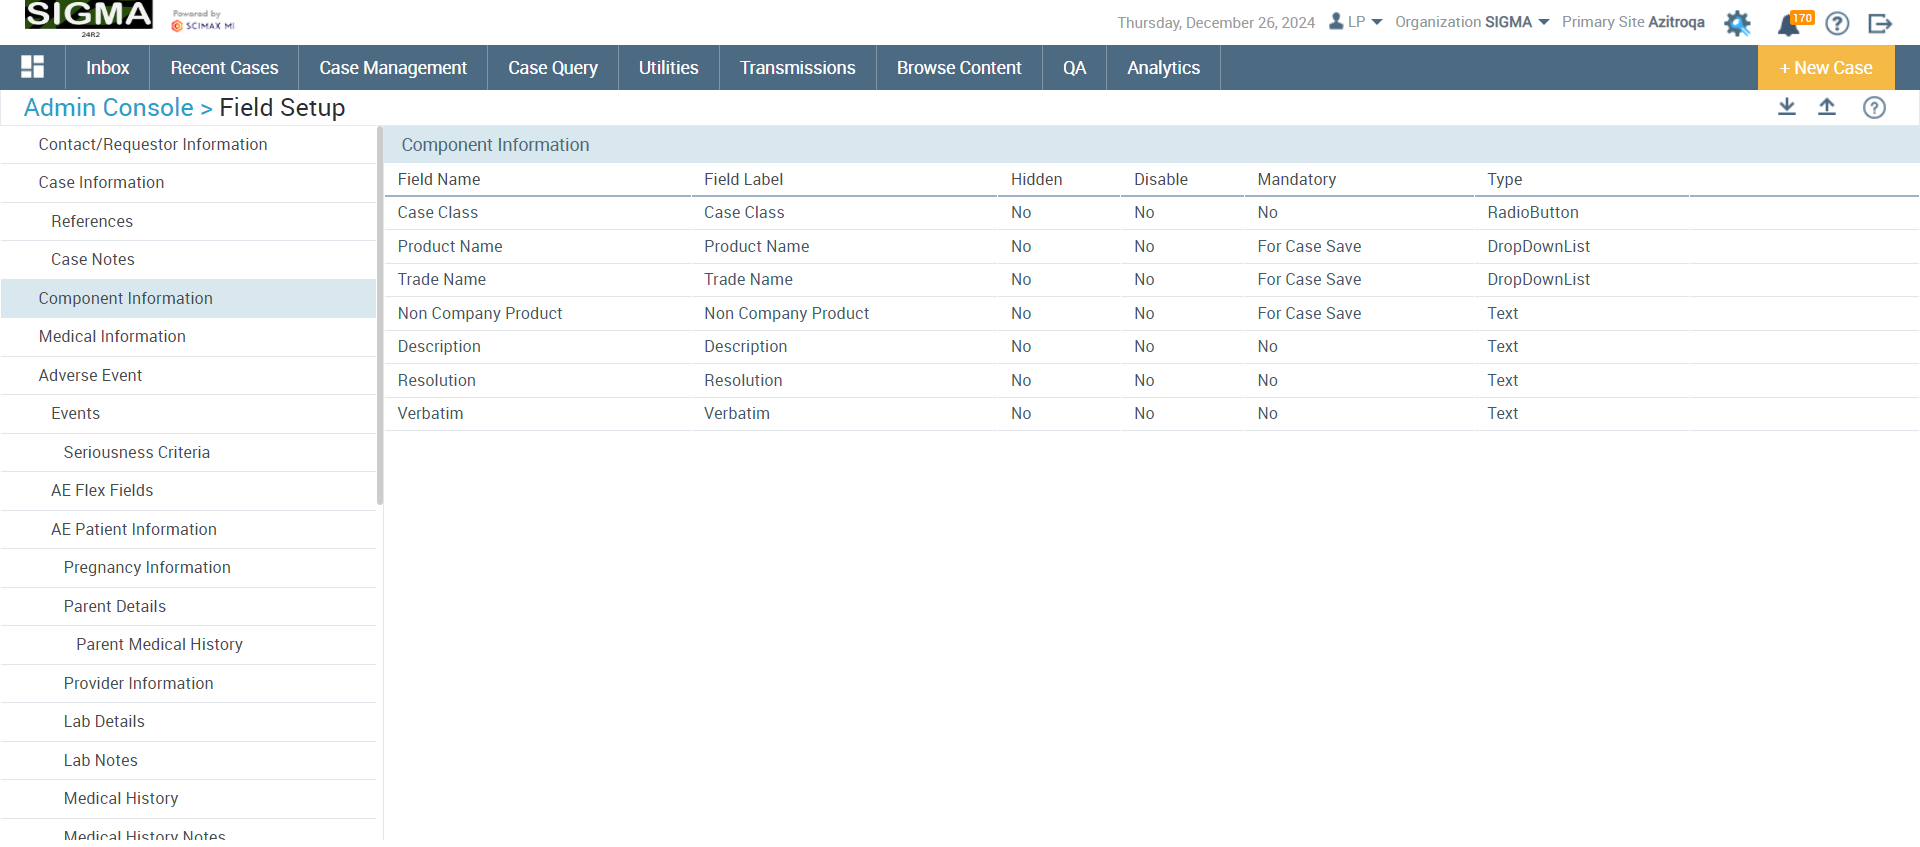 SIGMA
24R2
Powered by
SCIMAX MI
Thursday, December 26, 2024 LP Organization SIGMA Primary Site Azitroqa 170 ?
Inbox Recent Cases Case Management Case Query Utilities Transmissions Browse Content QA Analytics + New Case
Admin Console > Field Setup ?
Contact/Requestor Information
Case Information
References
Case Notes
Component Information
Medical Information
Adverse Event
Events
Seriousness Criteria
AE Flex Fields
AE Patient Information
Pregnancy Information
Parent Details
Parent Medical History
Provider Information
Lab Details
Lab Notes
Medical History
Medical History Notes
Component Information
Field Name Field Label Hidden Disable Mandatory Type
Case Class Case Class No No No RadioButton
Product Name Product Name No No For Case Save DropDownList
Trade Name Trade Name No No For Case Save DropDownList
Non Company Product Non Company Product No No For Case Save Text
Description Description No No No Text
Resolution Resolution No No No Text
Verbatim Verbatim No No No Text